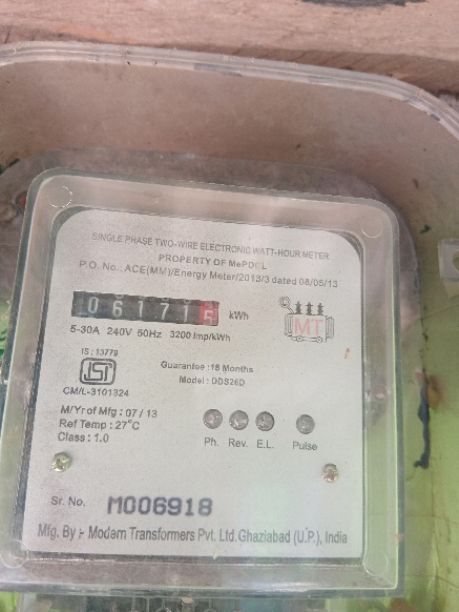 SINGLE PHASE TWO-WIRE ELECTRONIC WATT-HOUR METER
PROPERTY OF MePDCL
P.O. No.: ACE(MM)/Energy Meter/2013/3 dated 08/05/13
061715 kWh
5-30A 240V 50Hz 3200 imp/kWh
MT
IS : 13779
ISI
CM/L-3101324
Guarantee :18 Months
Model : DDS26D
M/Yr of Mfg : 07 / 13
Ref Temp : 27°C
Class : 1.0
Ph. Rev. E.L. Pulse
Sr. No. M006918
Mfg. By :- Modern Transformers Pvt. Ltd. Ghaziabad (U.P.), India